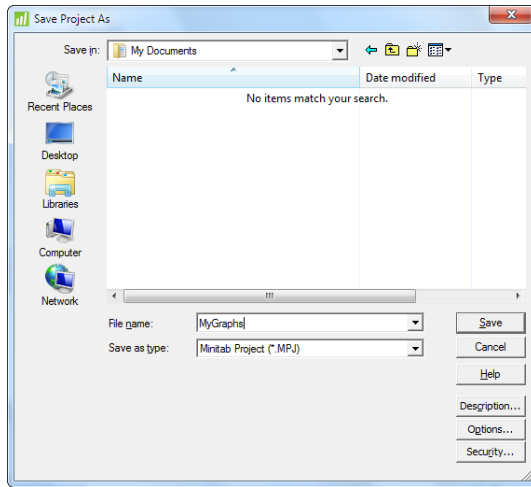 Save Project As
Save in:
My Documents
Name
Date modified
Type
No items match your search.
Recent Places
Desktop
Libraries
Computer
Network
File name:
MyGraphs
Save
Save as type:
Minitab Project (*.MPJ)
Cancel
Help
Description...
Options...
Security...